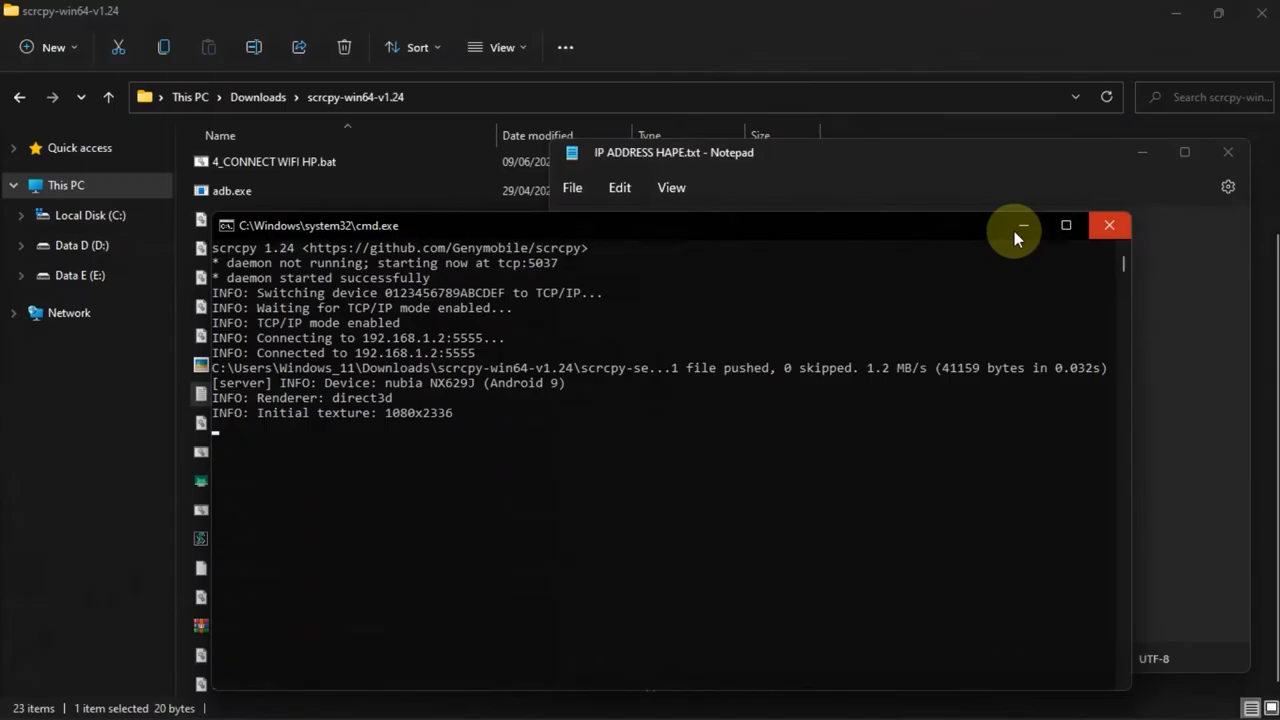 scrcpy-win64-v1.24
New
Sort
View
This PC > Downloads > scrcpy-win64-v1.24
Search scrcpy-win...
Quick access
This PC
Local Disk (C:)
Data D (D:)
Data E (E:)
Network
Name
Date modified
Type
Size
4_CONNECT WIFI HP.bat
09/06/202
adb.exe
29/04/202
IP ADDRESS HAPE.txt - Notepad
File
Edit
View
C:\Windows\system32\cmd.exe
scrcpy 1.24 <https://github.com/Genymobile/scrcpy>
* daemon not running; starting now at tcp:5037
* daemon started successfully
INFO: Switching device 0123456789ABCDEF to TCP/IP...
INFO: Waiting for TCP/IP mode enabled...
INFO: TCP/IP mode enabled
INFO: Connecting to 192.168.1.2:5555...
INFO: Connected to 192.168.1.2:5555
C:\Users\Windows_11\Downloads\scrcpy-win64-v1.24\scrcpy-se...1 file pushed, 0 skipped. 1.2 MB/s (41159 bytes in 0.032s)
[server] INFO: Device: nubia NX629J (Android 9)
INFO: Renderer: direct3d
INFO: Initial texture: 1080x2336
UTF-8
23 items
1 item selected 20 bytes